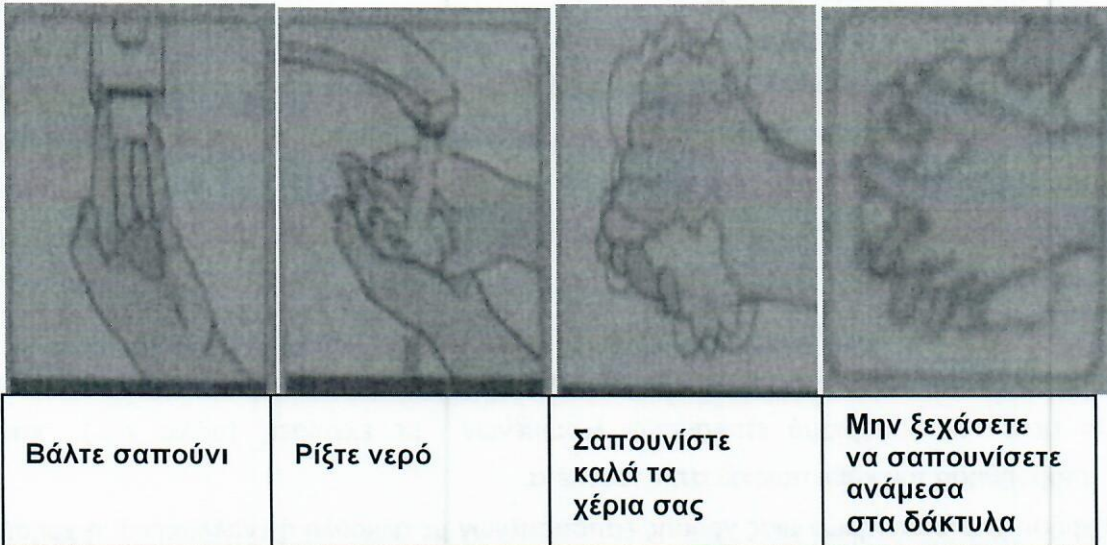 Βάλτε σαπούνι
Ρίξτε νερό
Σαπουνίστε
καλά τα
χέρια σας
Μην ξεχάσετε
να σαπουνίσετε
ανάμεσα
στα δάκτυλα